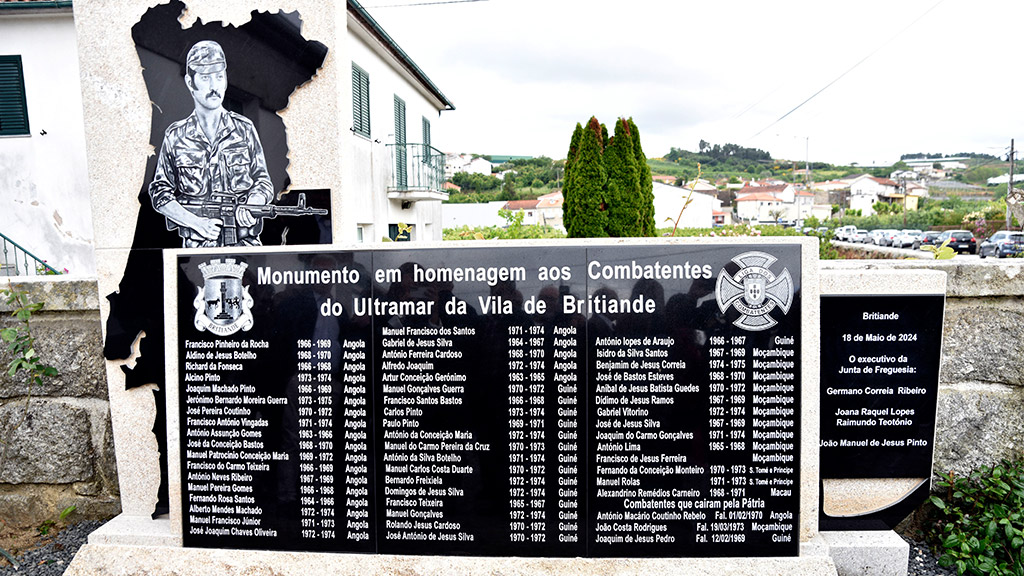 Monumento em homenagem aos Combatentes
do Ultramar da Vila de Britiande
BRITIANDE
Francisco Pinheiro da Rocha 1966 - 1969 Angola
Aldino de Jesus Botelho 1968 - 1970 Angola
Richard da Fonseca 1966 - 1968 Angola
Alcino Pinto 1973 - 1974 Angola
Joaquim Machado Pinto 1966 - 1969 Angola
Jerónimo Bernardo Moreira Guerra 1973 - 1975 Angola
José Pereira Coutinho 1970 - 1972 Angola
Francisco António Vingadas 1971 - 1974 Angola
António Assunção Gomes 1963 - 1966 Angola
José da Conceição Bastos 1968 - 1970 Angola
Manuel Patrocínio Conceição Maria 1969 - 1972 Angola
Francisco do Carmo Teixeira 1966 - 1969 Angola
António Neves Ribeiro 1967 - 1969 Angola
Manuel Pereira Gomes 1966 - 1968 Angola
Fernando Rosa Santos 1964 - 1966 Angola
Alberto Mendes Machado 1972 - 1974 Angola
Manuel Francisco Júnior 1971 - 1973 Angola
José Joaquim Chaves Oliveira 1972 - 1974 Angola
Manuel Francisco dos Santos 1971 - 1974 Angola
Gabriel de Jesus Silva 1964 - 1967 Angola
António Ferreira Cardoso 1968 - 1970 Angola
Alfredo Joaquim 1972 - 1974 Angola
Artur Conceição Gerónimo 1963 - 1965 Angola
Manuel Gonçalves Guerra 1970 - 1972 Guiné
Francisco Santos Bastos 1966 - 1968 Guiné
Carlos Pinto 1973 - 1974 Guiné
Paulo Pinto 1969 - 1971 Guiné
António da Conceição Maria 1972 - 1974 Guiné
Manuel do Carmo Pereira da Cruz 1970 - 1973 Guiné
António da Silva Botelho 1971 - 1974 Guiné
Manuel Carlos Costa Duarte 1970 - 1972 Guiné
Bernardo Freixiela 1972 - 1974 Guiné
Domingos de Jesus Silva 1972 - 1974 Guiné
Francisco Teixeira 1965 - 1967 Guiné
Manuel Gonçalves 1972 - 1974 Guiné
Rolando Jesus Cardoso 1970 - 1972 Guiné
José António de Jesus Silva 1970 - 1972 Guiné
António lopes de Araujo 1966 - 1967 Guiné
Isidro da Silva Santos 1967 - 1969 Moçambique
Benjamim de Jesus Correia 1974 - 1975 Moçambique
José de Bastos Esteves 1968 - 1970 Moçambique
Aníbal de Jesus Batista Guedes 1970 - 1972 Moçambique
Dídimo de Jesus Ramos 1967 - 1969 Moçambique
Gabriel Vitorino 1972 - 1974 Moçambique
José de Jesus Silva 1967 - 1969 Moçambique
Joaquim do Carmo Gonçalves 1971 - 1974 Moçambique
António Lima 1965 - 1968 Moçambique
Francisco de Jesus Ferreira 1968 Moçambique
Fernando da Conceição Monteiro 1970 - 1973 S. Tomé e Príncipe
Manuel Rolas 1971 - 1973 S. Tomé e Príncipe
Alexandrino Remédios Carneiro 1968 - 1971 Macau
Combatentes que cairam pela Pátria
António Macário Coutinho Rebelo Fal. 01/02/1970 Angola
João Costa Rodrigues Fal. 19/03/1973 Moçambique
Joaquim de Jesus Pedro Fal. 12/02/1969 Guiné
Britiande
18 de Maio de 2024
O executivo da
Junta de Freguesia:
Germano Correia Ribeiro
Joana Raquel Lopes
Raimundo Teotónio
João Manuel de Jesus Pinto